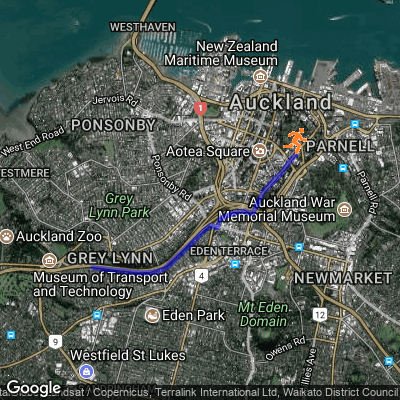 WESTHAVEN
New Zealand
Maritime Museum
Jervois Rd
1
Auckland
PONSONBY
West End Road
Aotea Square
PARNELL
Ponsonby Rd
WESTMERE
Grey
Lynn Park
Parnell Rd
Auckland War
Memorial Museum
Auckland Zoo
GREY LYNN
EDEN TERRACE
Museum of Transport
and Technology
4
NEWMARKET
Mt Eden
Domain
Eden Park
12
9
Owens Rd
Westfield St Lukes
Google
/ Copernicus, Terralink International Ltd, Waikato District Council